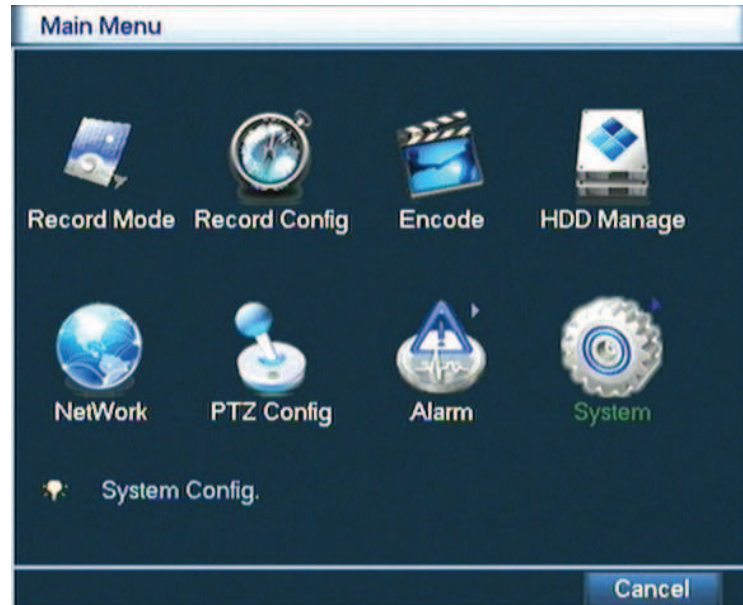 Main Menu
Record Mode Record Config Encode HDD Manage
NetWork PTZ Config Alarm System
System Config.
Cancel